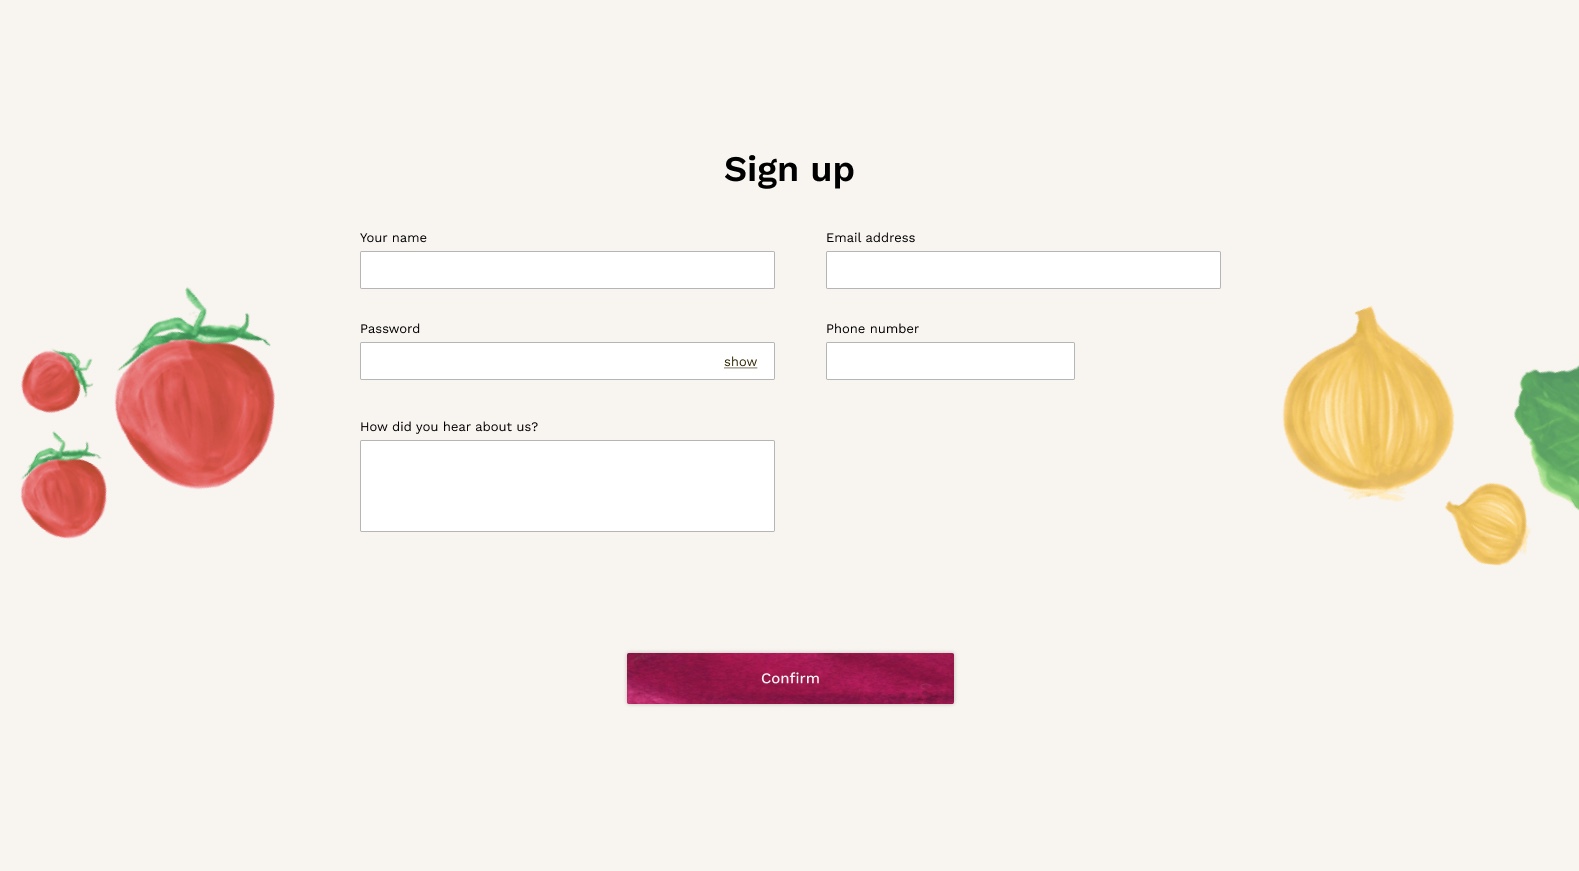 Sign up
Your name
Email address
Password
show
Phone number
How did you hear about us?
Confirm